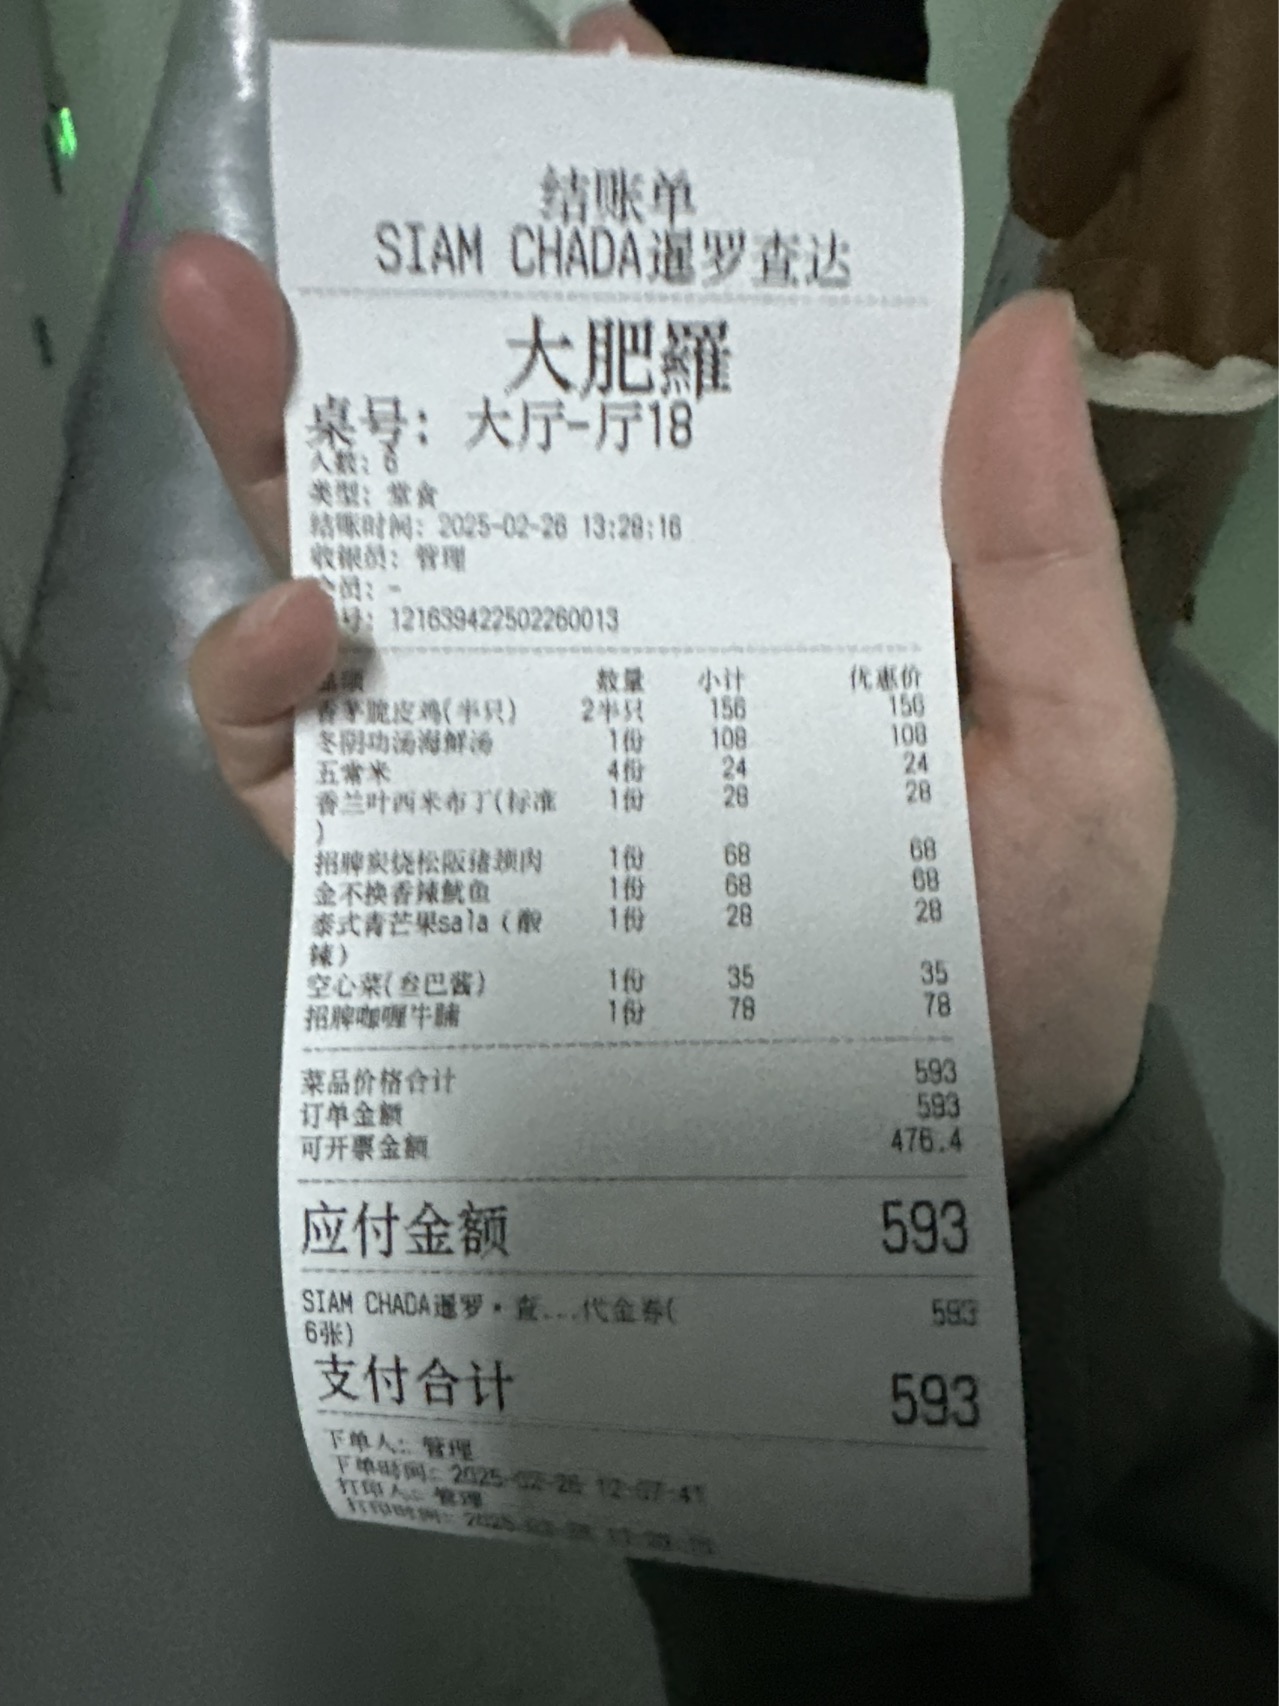 结账单
SIAM CHADA暹罗查达
大肥羅
桌号: 大厅-厅18
人数: 6
类型: 堂食
结账时间: 2025-02-26 13:28:16
收银员: 管理
会员: -
号: 121639422502260013
品项 数量 小计 优惠价
香茅脆皮鸡(半只) 2半只 156 156
冬阴功汤海鲜汤 1份 108 108
五常米 4份 24 24
香兰叶西米布丁(标准 1份 28 28
)
招牌炭烧松阪猪颈肉 1份 68 68
金不换香辣鱿鱼 1份 68 68
泰式青芒果sala(酸 1份 28 28
辣)
空心菜(叁巴酱) 1份 35 35
招牌咖喱牛腩 1份 78 78
菜品价格合计 593
订单金额 593
可开票金额 476.4
应付金额 593
SIAM CHADA暹罗·查...代金券( 593
6张)
支付合计 593
下单人: 管理
下单时间: 2025-02-26 12:07:41
打印人: 管理
打印时间: